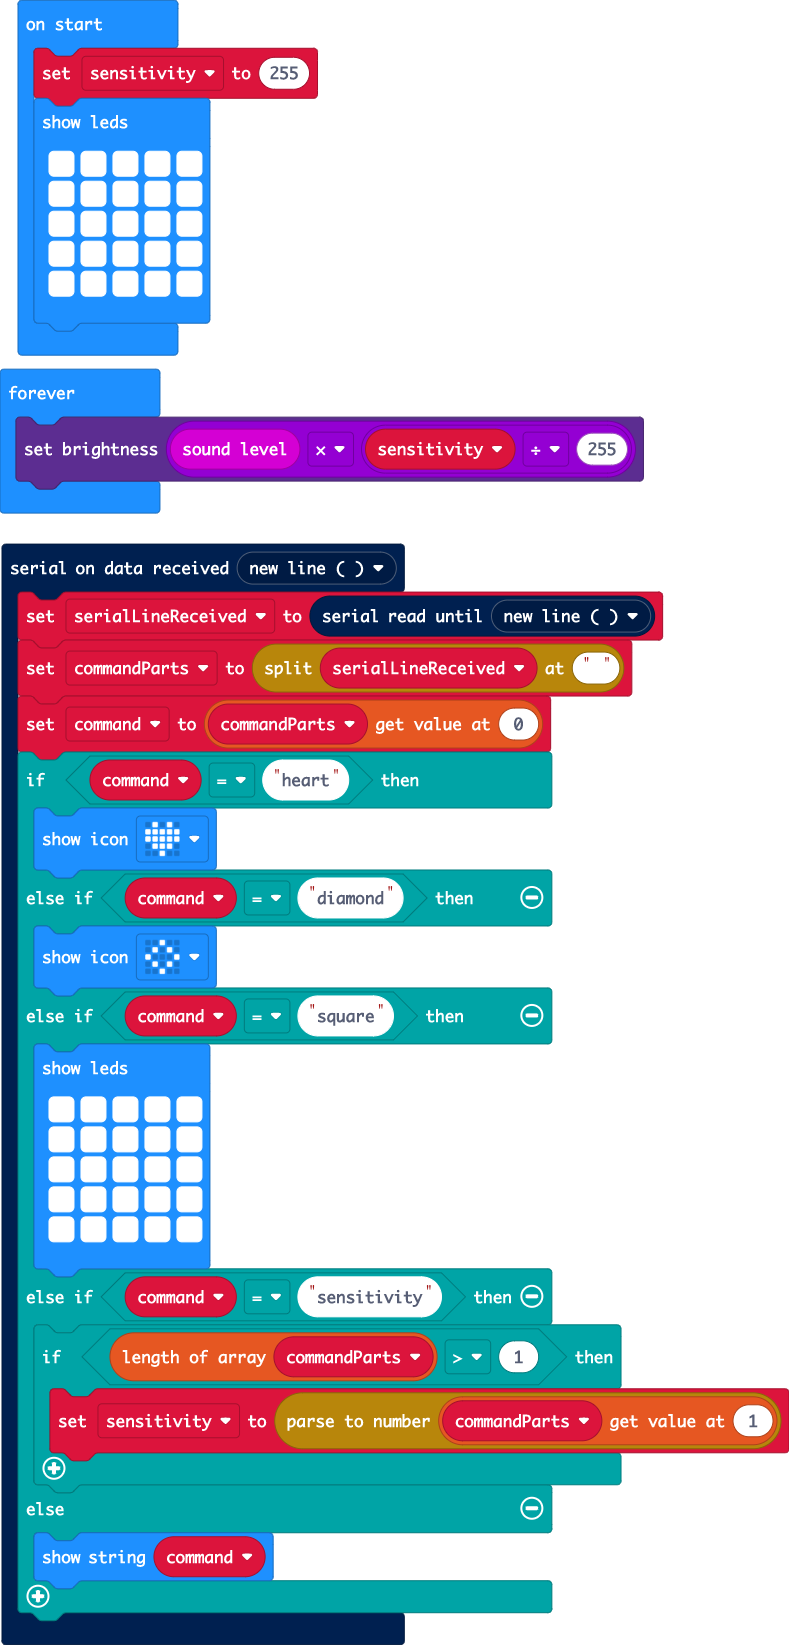 on start
set sensitivity to 255
show leds
forever
set brightness sound level × sensitivity ÷ 255
serial on data received new line ( )
set serialLineReceived to serial read until new line ( )
set commandParts to split serialLineReceived at " "
set command to commandParts get value at 0
if command = "heart" then
show icon
else if command = "diamond" then
show icon
else if command = "square" then
show leds
else if command = "sensitivity" then
if length of array commandParts > 1 then
set sensitivity to parse to number commandParts get value at 1
else
show string command